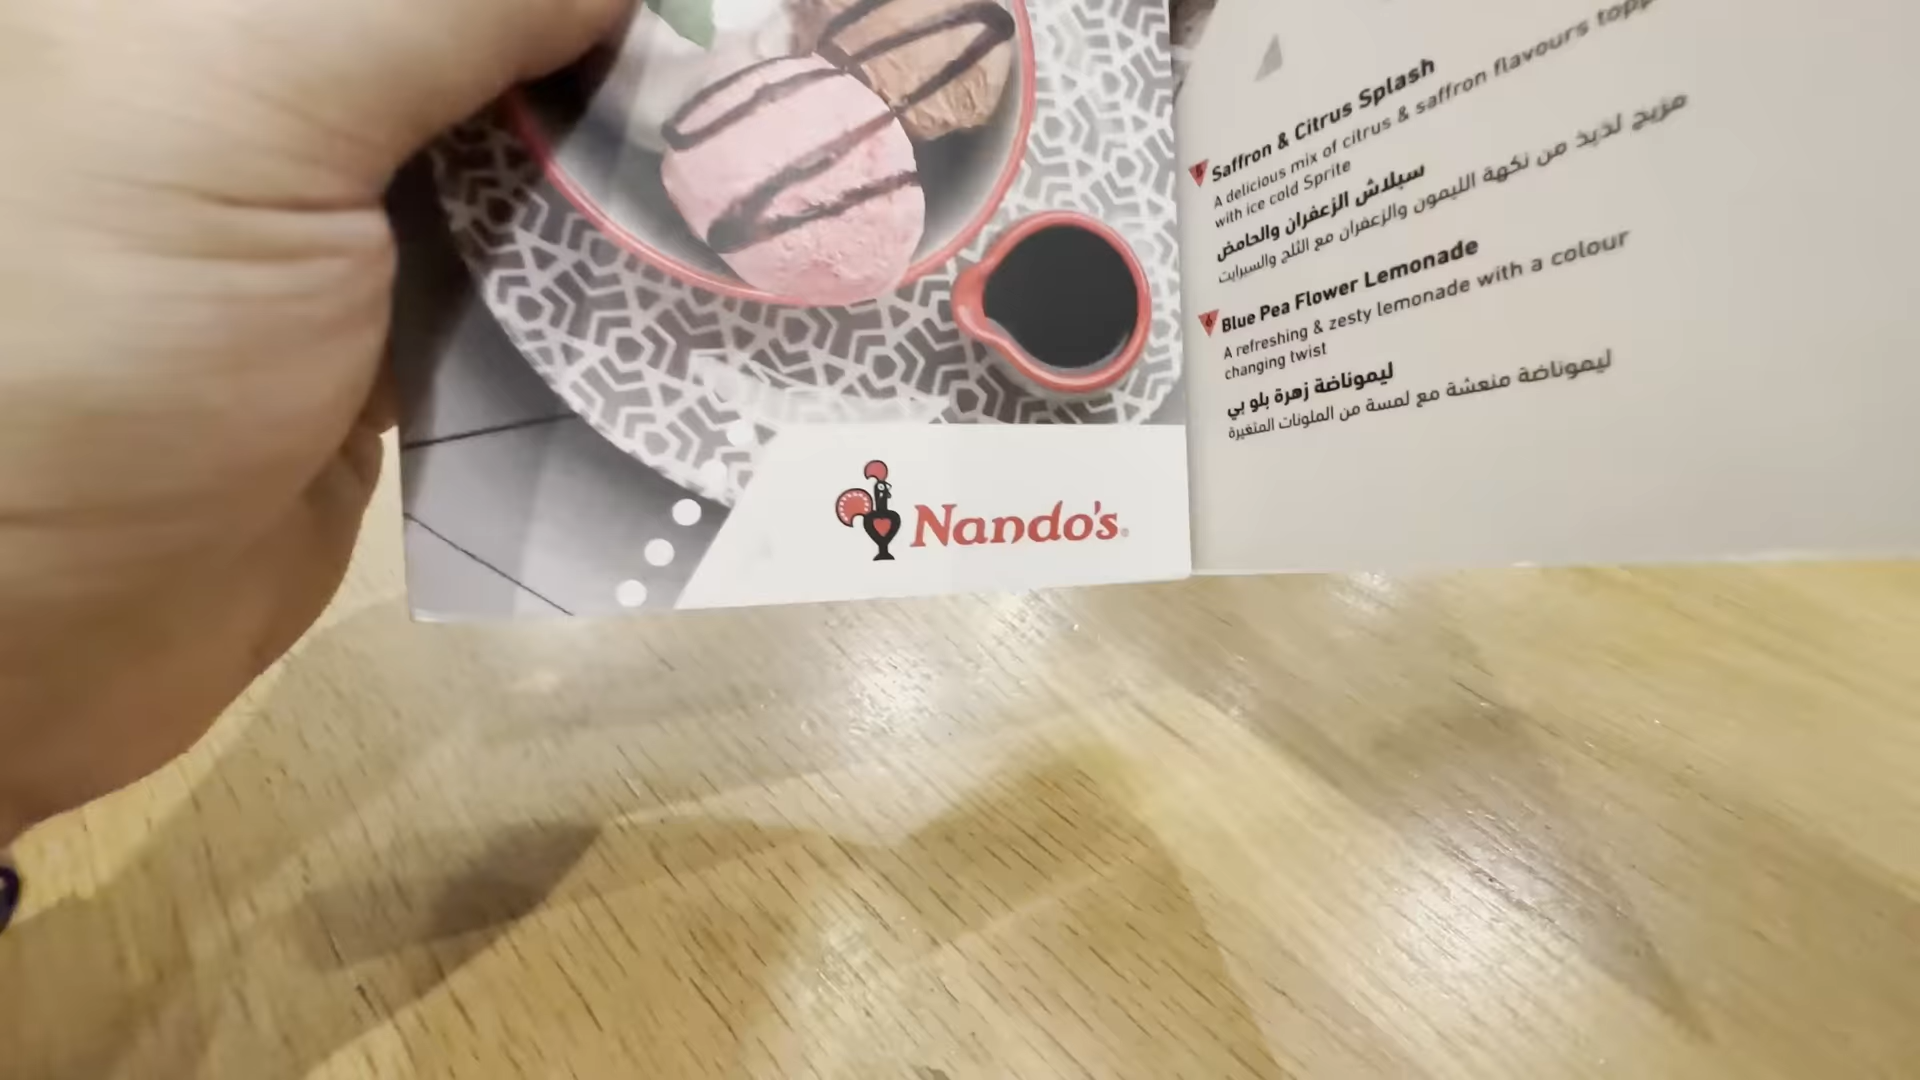 Nando's
5
Saffron & Citrus Splash
A delicious mix of citrus & saffron flavours
with ice cold Sprite
سبلاش الزعفران والحامض
مزيج لذيذ من نكهة الليمون والزعفران مع الثلج والسبرايت
6
Blue Pea Flower Lemonade
A refreshing & zesty lemonade with a colour
changing twist
ليموناضة زهرة بلو بي
ليموناضة منعشة مع لمسة من الملونات المتغيرة